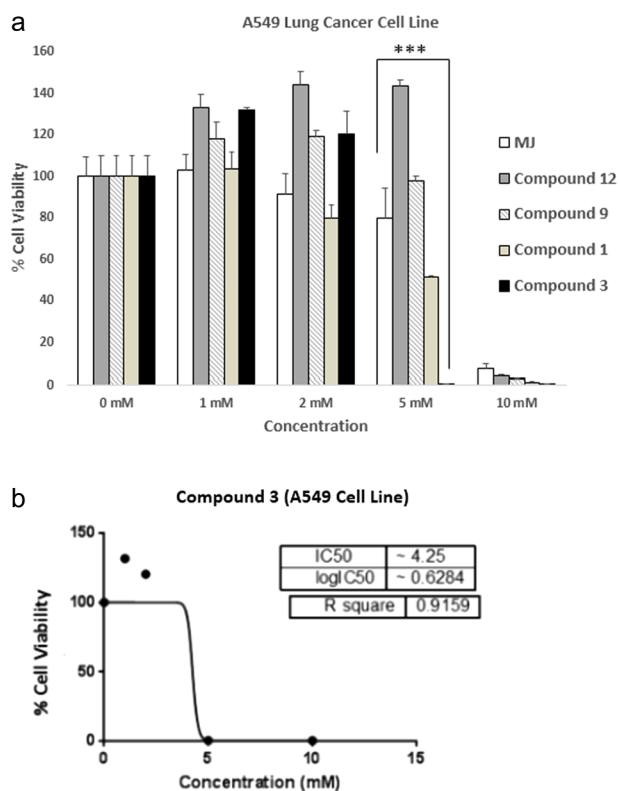 a
A549 Lung Cancer Cell Line
160
140
120
100
80
60
40
20
0
% Cell Viability
***
MJ
Compound 12
Compound 9
Compound 1
Compound 3
0 mM 1 mM 2 mM 5 mM 10 mM
Concentration
b
Compound 3 (A549 Cell Line)
150
100
50
0
% Cell Viability
IC50 ~ 4.25
logIC50 ~ 0.6284
R square 0.9159
0 5 10 15
Concentration (mM)